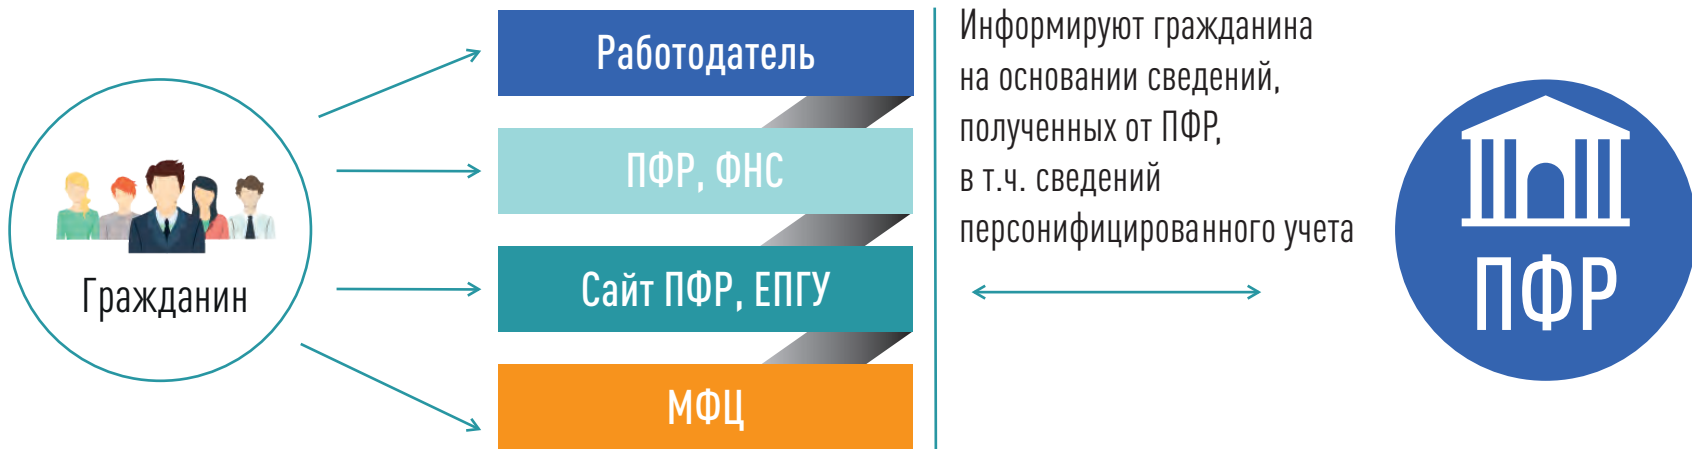 Гражданин
Работодатель
ПФР, ФНС
Сайт ПФР, ЕПГУ
МФЦ
Информируют гражданина
на основании сведений,
полученных от ПФР,
в т.ч. сведений
персонифицированного учета
ПФР